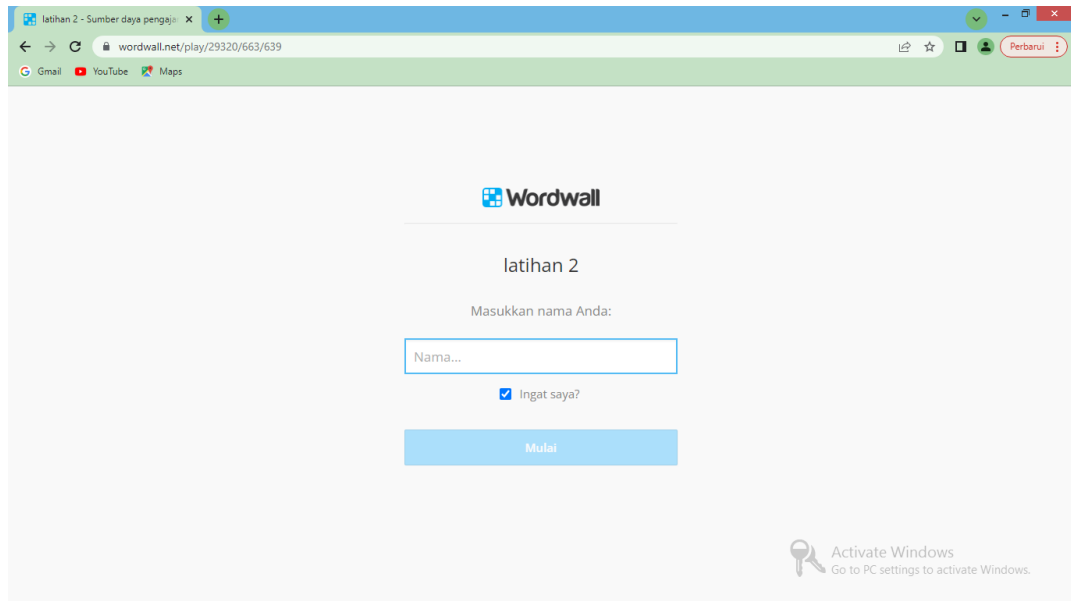 latihan 2 - Sumber daya pengaja
wordwall.net/play/29320/663/639
Perbarui
G Gmail YouTube Maps
Wordwall
latihan 2
Masukkan nama Anda:
Nama...
Ingat saya?
Mulai
Activate Windows
Go to PC settings to activate Windows.